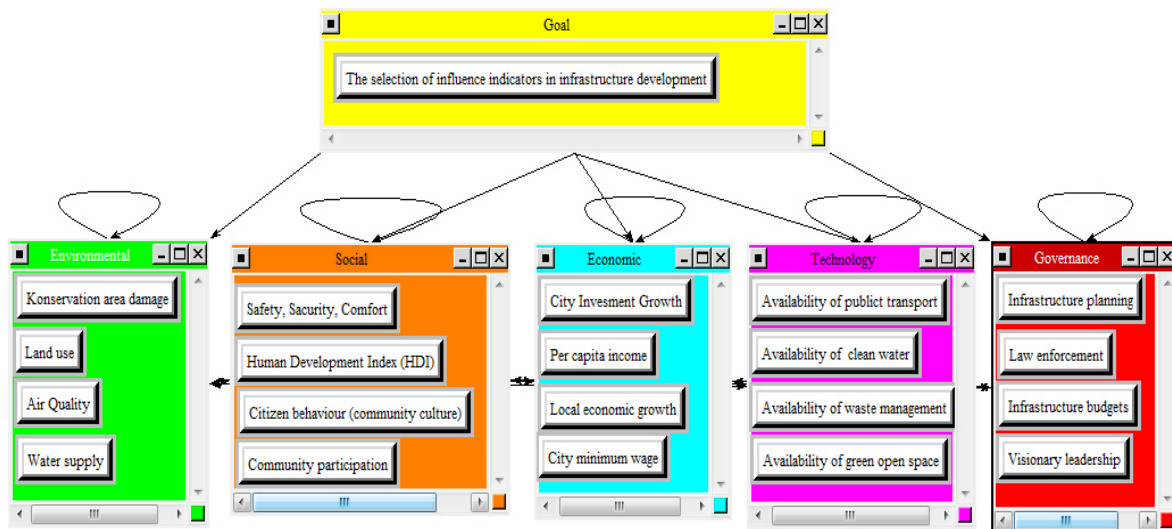 Goal
The selection of influence indicators in infrastructure development
Environmental
Konservation area damage
Land use
Air Quality
Water supply
Social
Safety, Sacurity, Comfort
Human Development Index (HDI)
Citizen behaviour (community culture)
Community participation
Economic
City Invesment Growth
Per capita income
Local economic growth
City minimum wage
Technology
Availability of publict transport
Availability of clean water
Availability of waste management
Availability of green open space
Governance
Infrastructure planning
Law enforcement
Infrastructure budgets
Visionary leadership